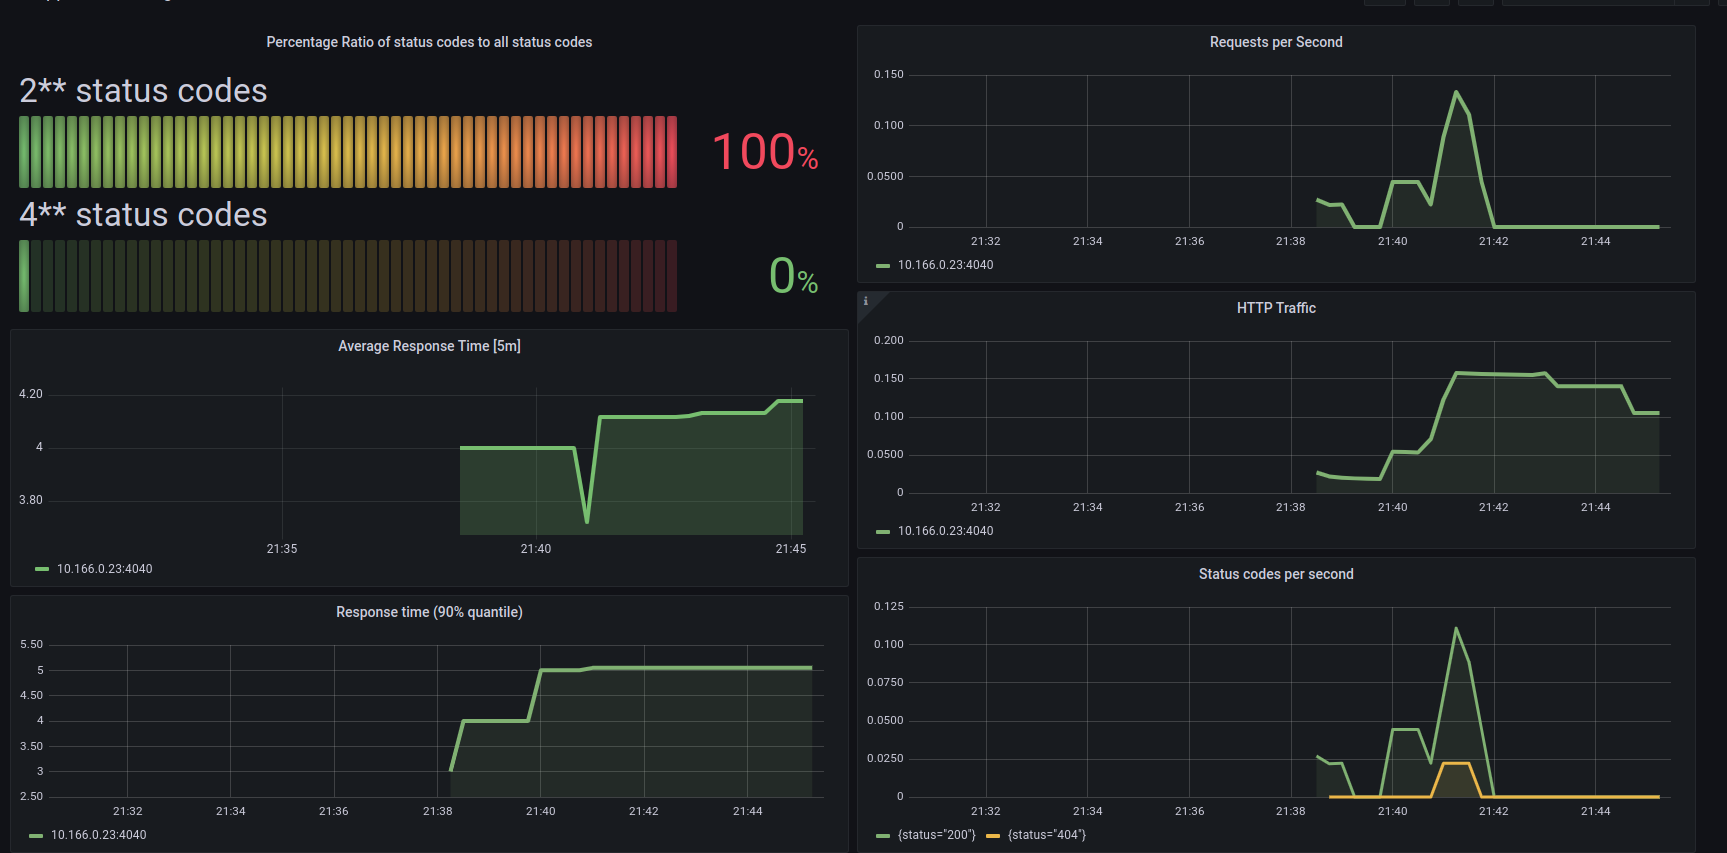 Percentage Ratio of status codes to all status codes
2** status codes
100%
4** status codes
0%
Average Response Time [5m]
4.20
4
3.80
21:35 21:40 21:45
10.166.0.23:4040
Response time (90% quantile)
5.50
5
4.50
4
3.50
3
2.50
21:32 21:34 21:36 21:38 21:40 21:42 21:44
10.166.0.23:4040
Requests per Second
0.150
0.100
0.0500
0
21:32 21:34 21:36 21:38 21:40 21:42 21:44
10.166.0.23:4040
i
HTTP Traffic
0.200
0.150
0.100
0.0500
0
21:32 21:34 21:36 21:38 21:40 21:42 21:44
10.166.0.23:4040
Status codes per second
0.125
0.100
0.0750
0.0500
0.0250
0
21:32 21:34 21:36 21:38 21:40 21:42 21:44
{status="200"} {status="404"}